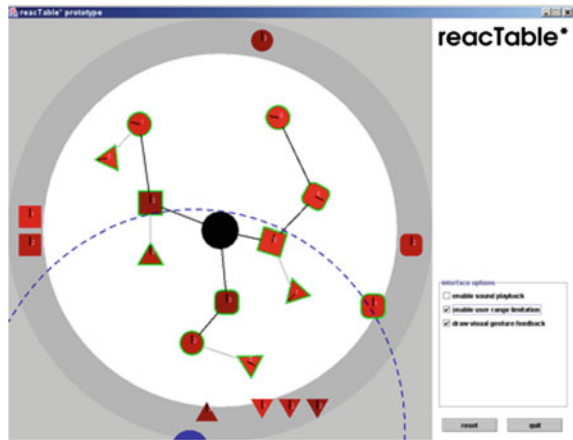 reacTable* prototype
reacTable*
interface options
enable sound playback
enable user range limitation
draw visual gesture feedback
reset
quit